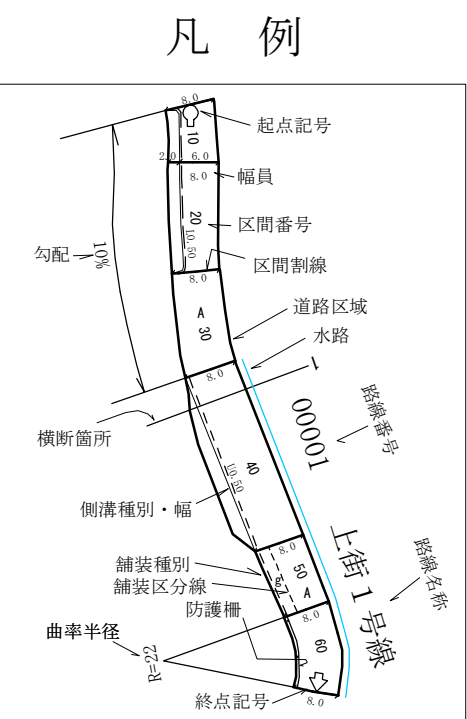 凡 例
8.0
起点記号
10
2.0 6.0
8.0
幅員
20
区間番号
L0.50
勾配
10%
区間割線
8.0
道路区域
A
30
水路
1
8.0
路線番号
00001
横断箇所
40
U0.50
側溝種別・幅
上街1号線
路線名称
8.0
舗装種別
50
舗装区分線
g
A
防護柵
8.0
曲率半径
60
R=22
終点記号
8.0